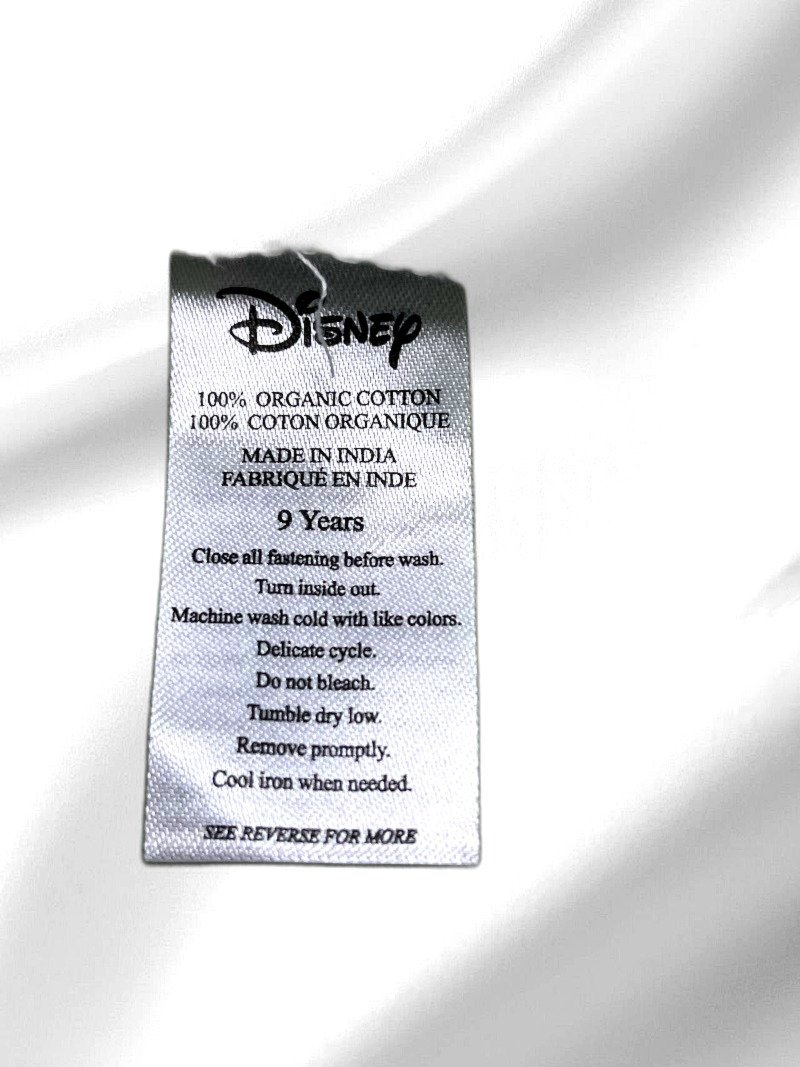 Disney
100% ORGANIC COTTON
100% COTON ORGANIQUE
MADE IN INDIA
FABRIQUÉ EN INDE
9 Years
Close all fastening before wash.
Turn inside out.
Machine wash cold with like colors.
Delicate cycle.
Do not bleach.
Tumble dry low.
Remove promptly.
Cool iron when needed.
SEE REVERSE FOR MORE